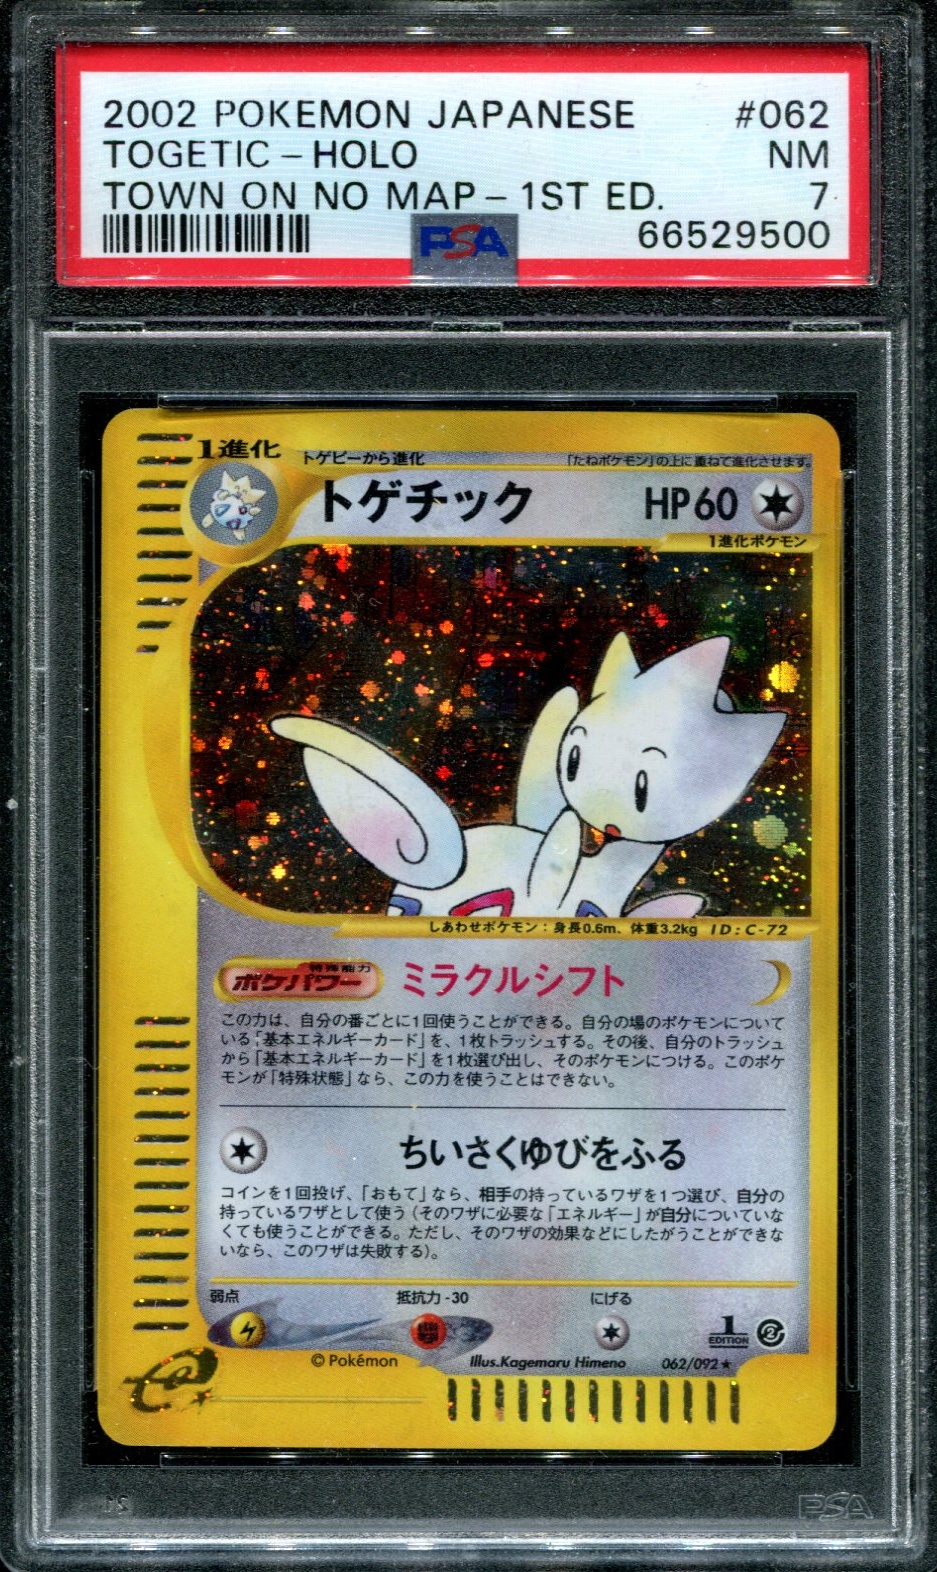 2002 POKEMON JAPANESE #062
TOGETIC - HOLO NM
TOWN ON NO MAP - 1ST ED. 7
PSA 66529500
1進化
トゲピーから進化 「たねポケモン」の上に重ねて進化させます。
トゲチック HP60
1進化ポケモン
しあわせポケモン：身長0.6m、体重3.2kg ID:C-72
特殊能力
ポケパワー ミラクルシフト
この力は、自分の番ごとに1回使うことができる。自分の場のポケモンについて
いる「基本エネルギーカード」を、1枚トラッシュする。その後、自分のトラッシュ
から「基本エネルギーカード」を1枚選び出し、そのポケモンにつける。このポケ
モンが「特殊状態」なら、この力を使うことはできない。
ちいさくゆびをふる
コインを1回投げ、「おもて」なら、相手の持っているワザを1つ選び、自分の
持っているワザとして使う（そのワザに必要な「エネルギー」が自分についていな
くても使うことができる。ただし、そのワザの効果などにしたがうことができな
いなら、このワザは失敗する）。
弱点 抵抗力 -30 にげる
1 EDITION
© Pokémon Illus.Kagemaru Himeno 062/092★
e
PSA